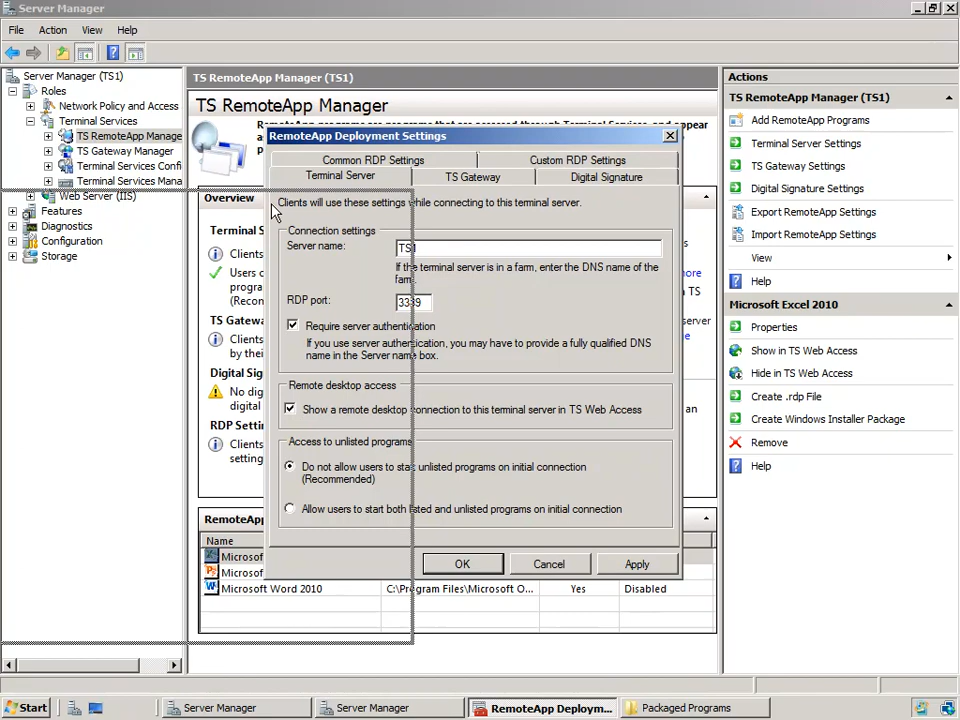 Server Manager
File Action View Help
Server Manager (TS1)
Roles
Network Policy and Access
Terminal Services
TS RemoteApp Manage
TS Gateway Manager
Terminal Services Confi
Terminal Services Mana
Web Server (IIS)
Features
Diagnostics
Configuration
Storage
TS RemoteApp Manager (TS1)
TS RemoteApp Manager
appear
as
Overview
Terminal S
Clients
Users o
progra
(Recon
TS Gatew
Clients
by thei
Digital Sig
No dig
digital
RDP Setti
Clients
setting
s
more
n TS
server
e
an
RemoteApp Deployment Settings
Common RDP Settings Custom RDP Settings
Terminal Server TS Gateway Digital Signature
Clients will use these settings while connecting to this terminal server.
Connection settings
Server name: TS1
If the terminal server is in a farm, enter the DNS name of the
farm.
RDP port: 3389
Require server authentication
If you use server authentication, you may have to provide a fully qualified DNS
name in the Server name box.
Remote desktop access
Show a remote desktop connection to this terminal server in TS Web Access
Access to unlisted programs
Do not allow users to start unlisted programs on initial connection
(Recommended)
Allow users to start both listed and unlisted programs on initial connection
OK Cancel Apply
RemoteAp
Name
Microsof
Microsof
Microsoft Word 2010 C:\Program Files\Microsoft O... Yes Disabled
Actions
TS RemoteApp Manager (TS1)
Add RemoteApp Programs
Terminal Server Settings
TS Gateway Settings
Digital Signature Settings
Export RemoteApp Settings
Import RemoteApp Settings
View
Help
Microsoft Excel 2010
Properties
Show in TS Web Access
Hide in TS Web Access
Create .rdp File
Create Windows Installer Package
Remove
Help
Start Server Manager Server Manager RemoteApp Deploym... Packaged Programs